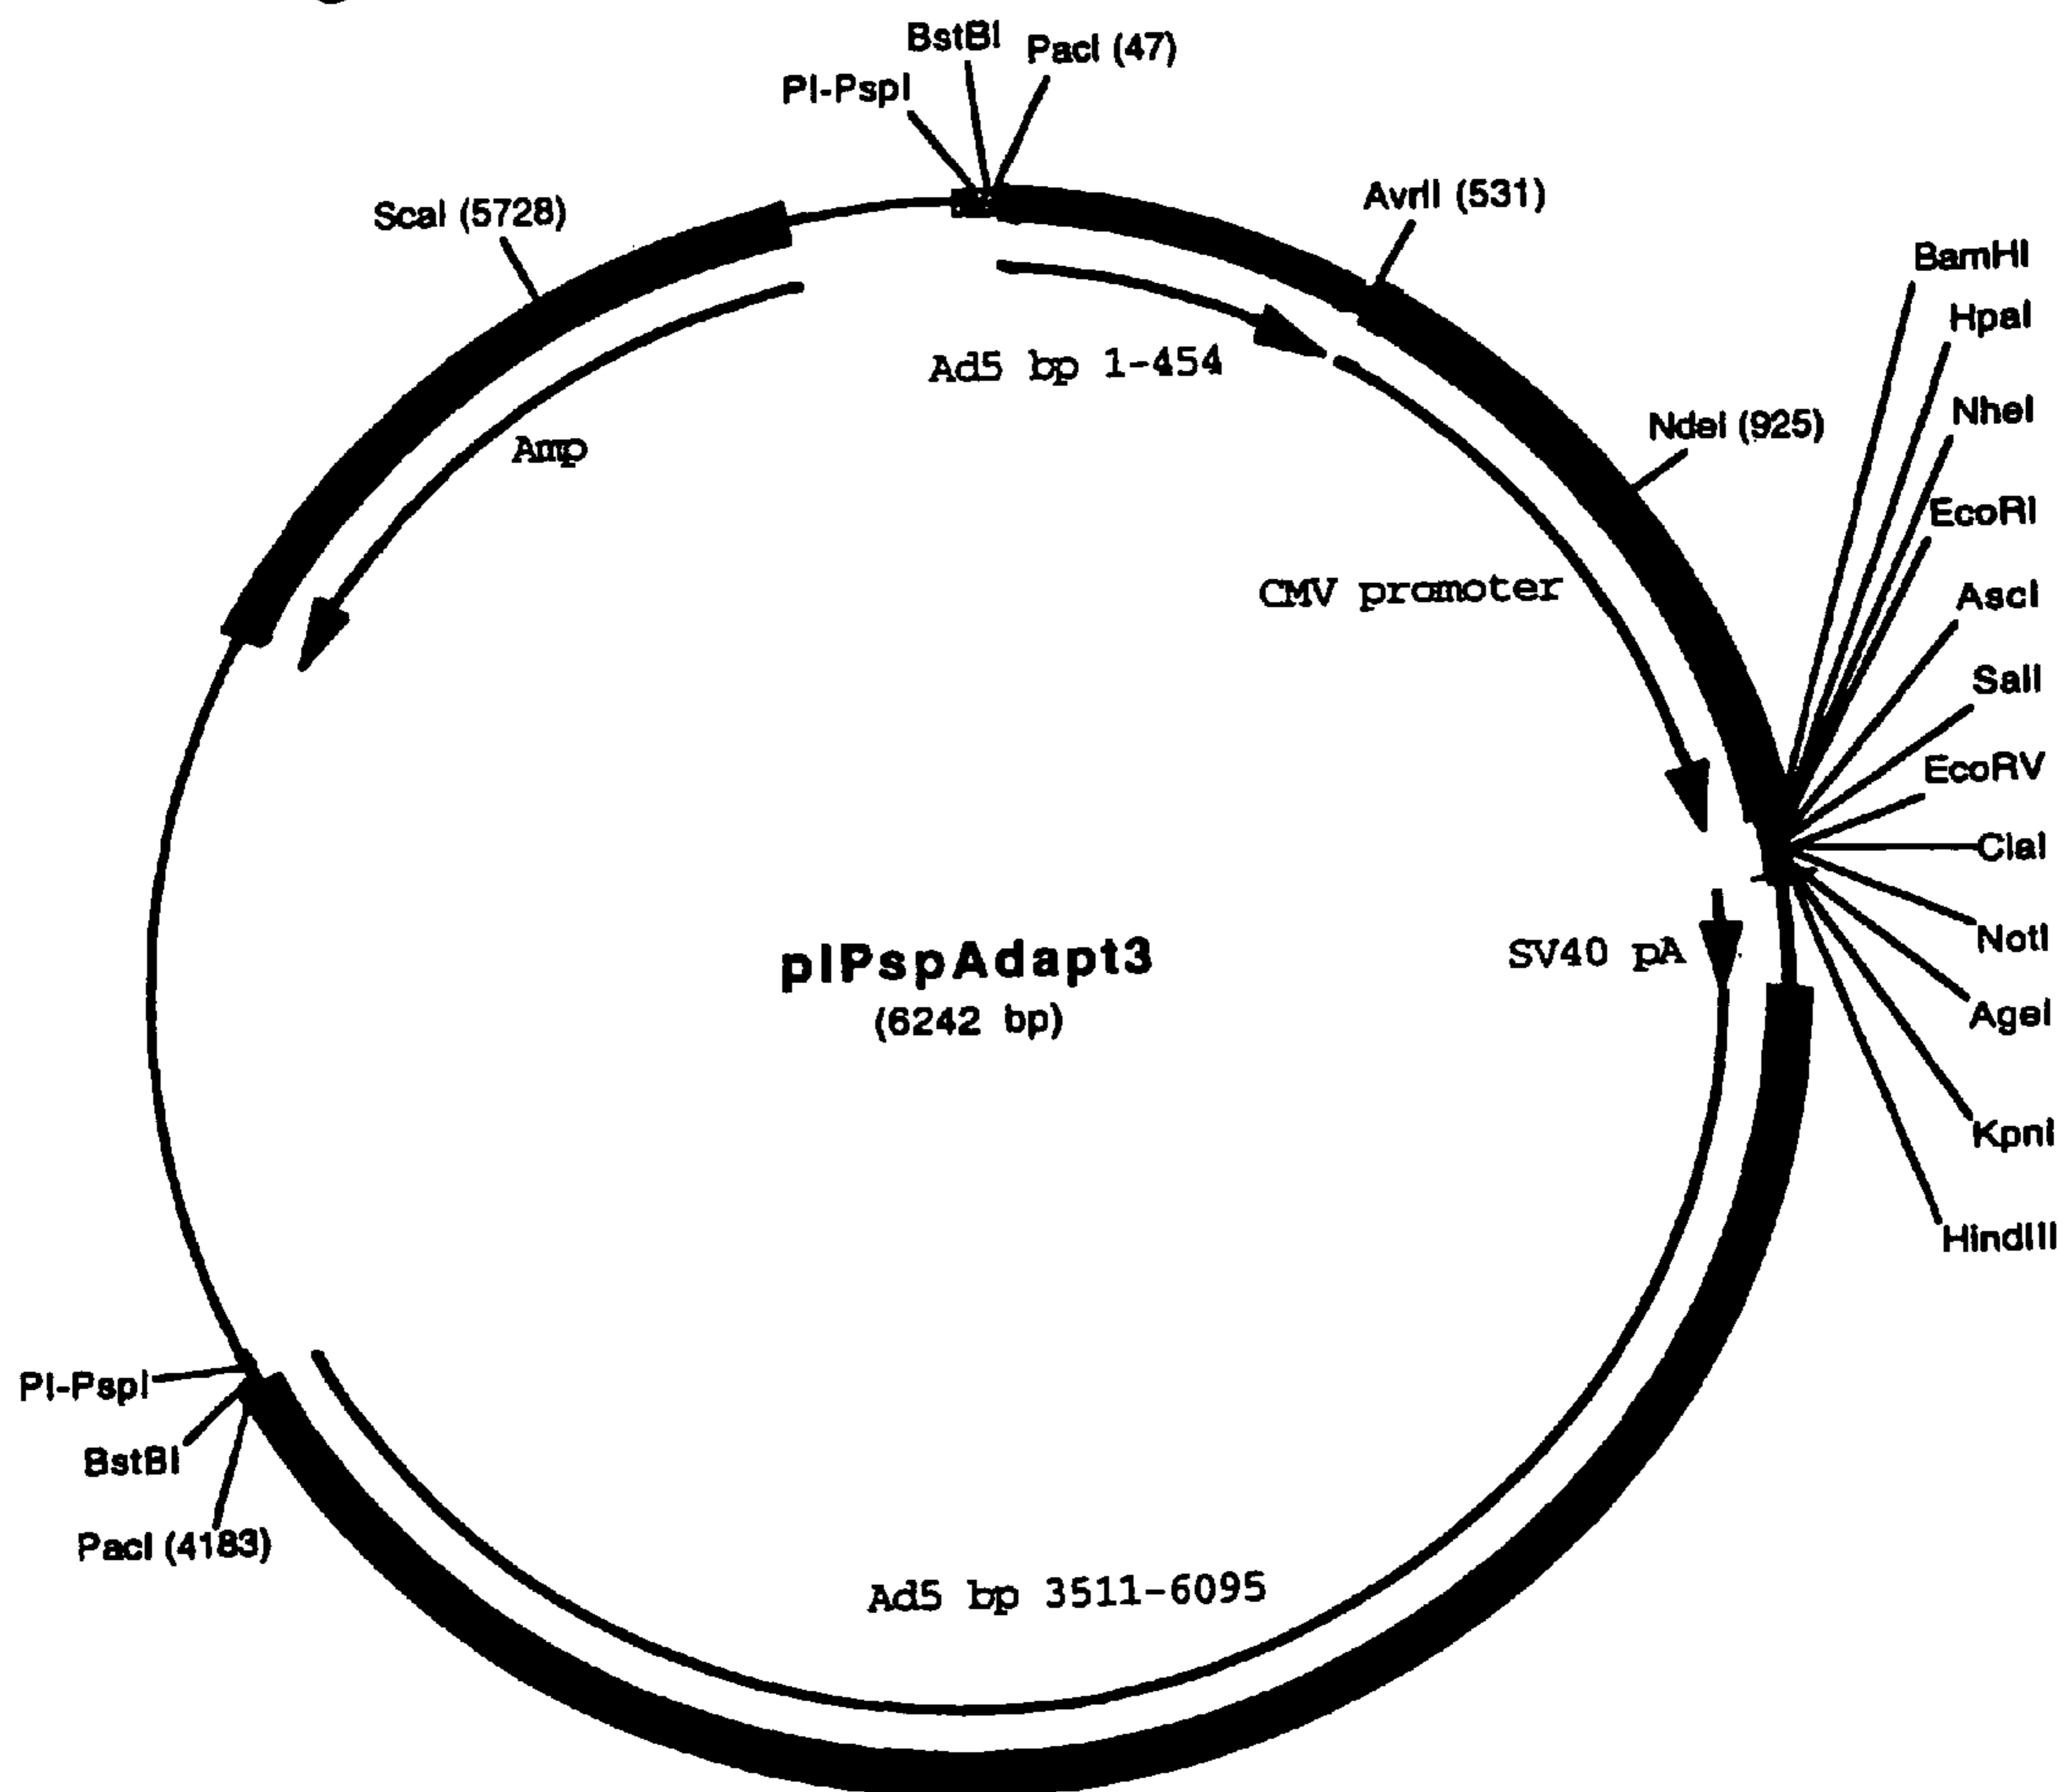 BstBI
PacI (47)
PI-PspI
AvrII (531)
ScaI (5728)
BamHI
HpaI
NheI
NdeI (925)
EcoRI
AscI
SalI
EcoRV
ClaI
NotI
AgeI
KpnI
HindIII
Ad5 bp 1-454
Amp
CMV promoter
SV40 pA
pIPspAdapt3
(6242 bp)
PI-PspI
BstBI
PacI (4183)
Ad5 bp 3511-6095